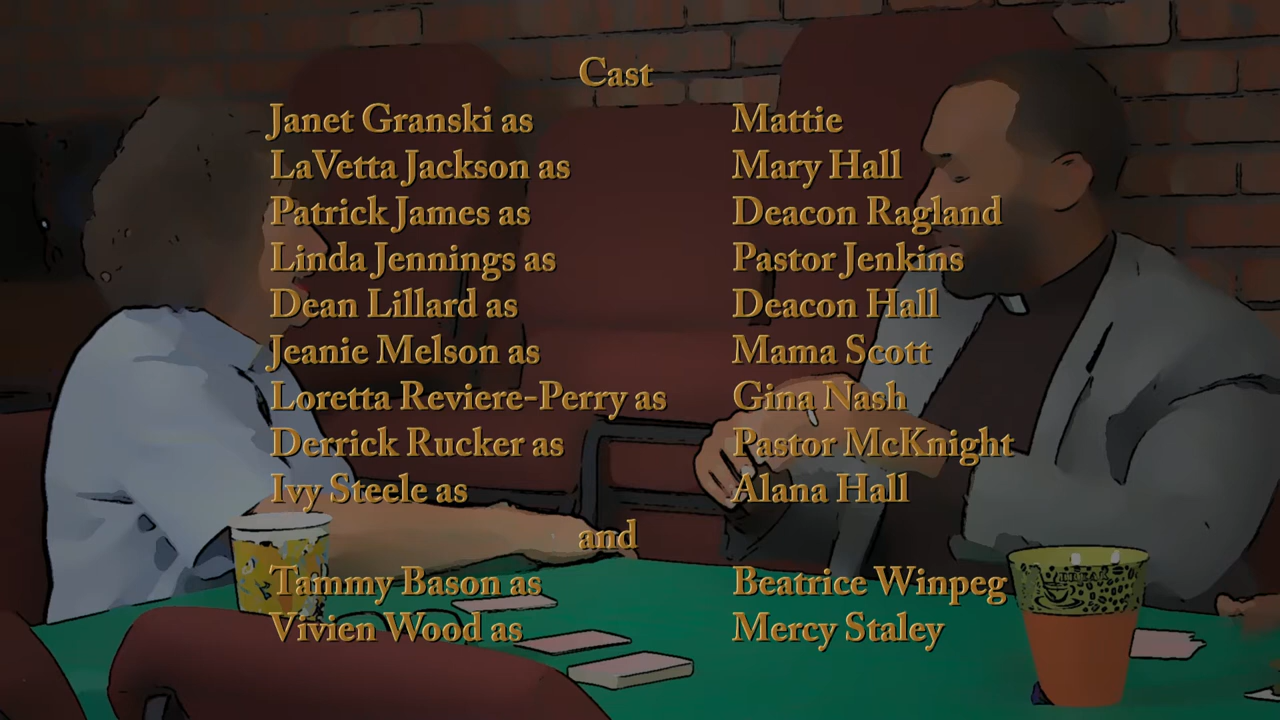 Cast
Janet Granski as Mattie
LaVetta Jackson as Mary Hall
Patrick James as Deacon Ragland
Linda Jennings as Pastor Jenkins
Dean Lillard as Deacon Hall
Jeanie Melson as Mama Scott
Loretta Reviere-Perry as Gina Nash
Derrick Rucker as Pastor McKnight
Ivy Steele as Alana Hall
and
Tammy Bason as Beatrice Winpeg
Vivien Wood as Mercy Staley